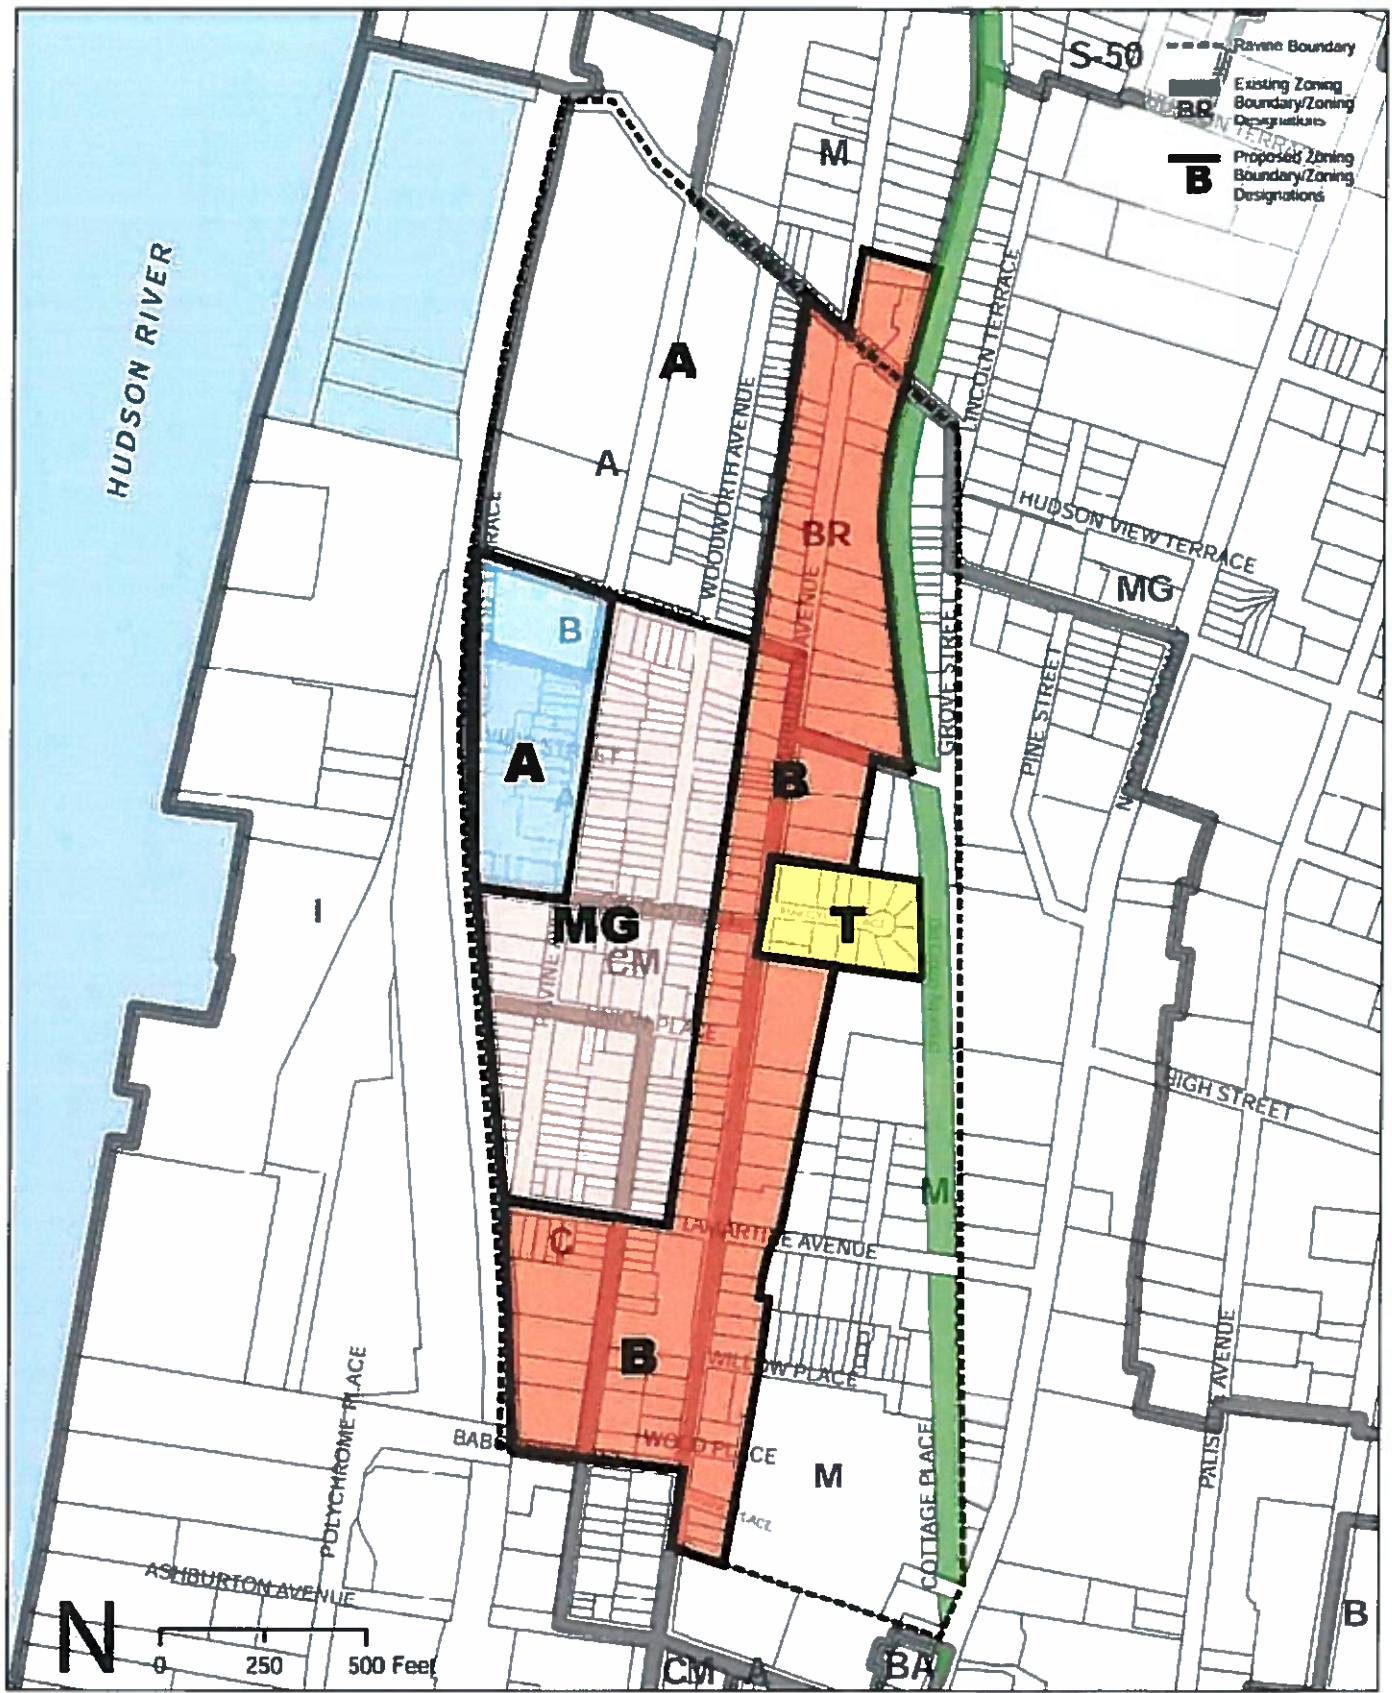 S-50
Ravine Boundary
Existing Zoning
Boundary/Zoning
Designations
BR
Proposed Zoning
Boundary/Zoning
Designations
B
M
HUDSON RIVER
LINCOLN TERRACE
A
A
WOODWORTH AVENUE
BR
HUDSON VIEW TERRACE
MG
AVENUE
B
GROVE STREET
PINE STREET
A
A
B
I
MG
CM
T
HIGH STREET
M
LAMARTINE AVENUE
C
B
WILLOW PLACE
WOOD PLACE
M
COTTAGE PLACE
PALISADE AVENUE
POLYCHROME PLACE
ASHBURTON AVENUE
N
0 250 500 Feet
CM
A
BA
B